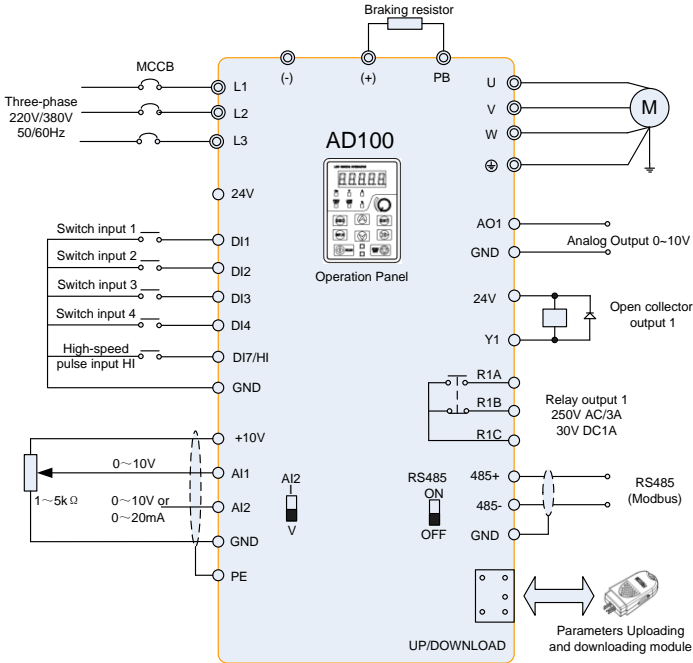 Braking resistor
MCCB
(-)
(+)
PB
Three-phase
220V/380V
50/60Hz
L1
L2
L3
U
V
W
M
AD100
Operation Panel
24V
Switch input 1
DI1
Switch input 2
DI2
Switch input 3
DI3
Switch input 4
DI4
High-speed
pulse input HI
DI7/HI
GND
AO1
GND
Analog Output 0~10V
24V
Y1
Open collector
output 1
R1A
R1B
R1C
Relay output 1
250V AC/3A
30V DC1A
+10V
0~10V
AI1
1~5kΩ
0~10V or
0~20mA
AI2
GND
PE
AI2
I
V
RS485
ON
OFF
485+
485-
GND
RS485
(Modbus)
UP/DOWNLOAD
Parameters Uploading
and downloading module